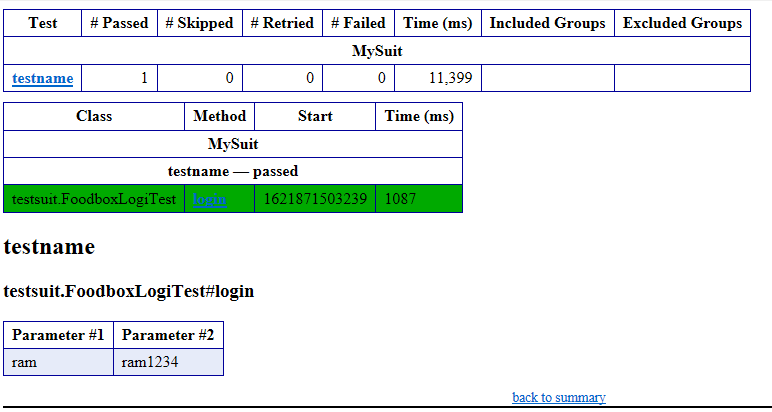 Test # Passed # Skipped # Retried # Failed Time (ms) Included Groups Excluded Groups
MySuit
testname 1 0 0 0 11,399
Class Method Start Time (ms)
MySuit
testname — passed
testsuit.FoodboxLogiTest login 1621871503239 1087
testname
testsuit.FoodboxLogiTest#login
Parameter #1 Parameter #2
ram ram1234
back to summary